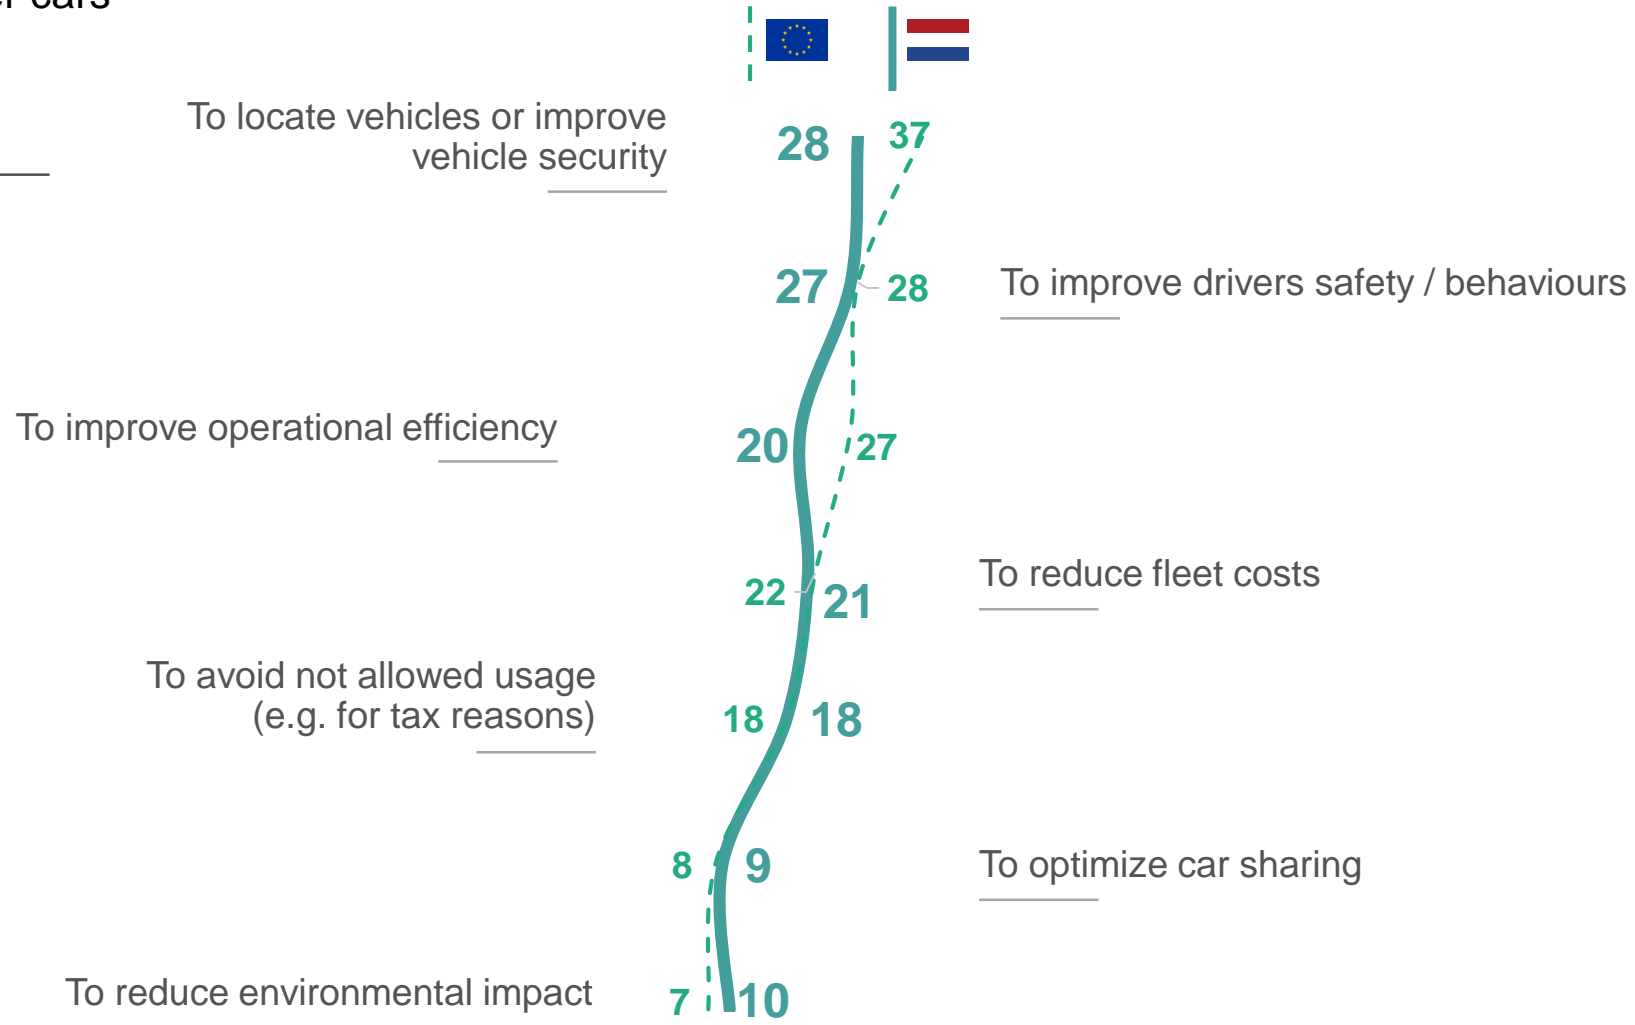 er cars
To locate vehicles or improve
vehicle security
28
37
27
28
To improve drivers safety / behaviours
To improve operational efficiency
20
27
22
21
To reduce fleet costs
To avoid not allowed usage
(e.g. for tax reasons)
18
18
8
9
To optimize car sharing
To reduce environmental impact
7
10